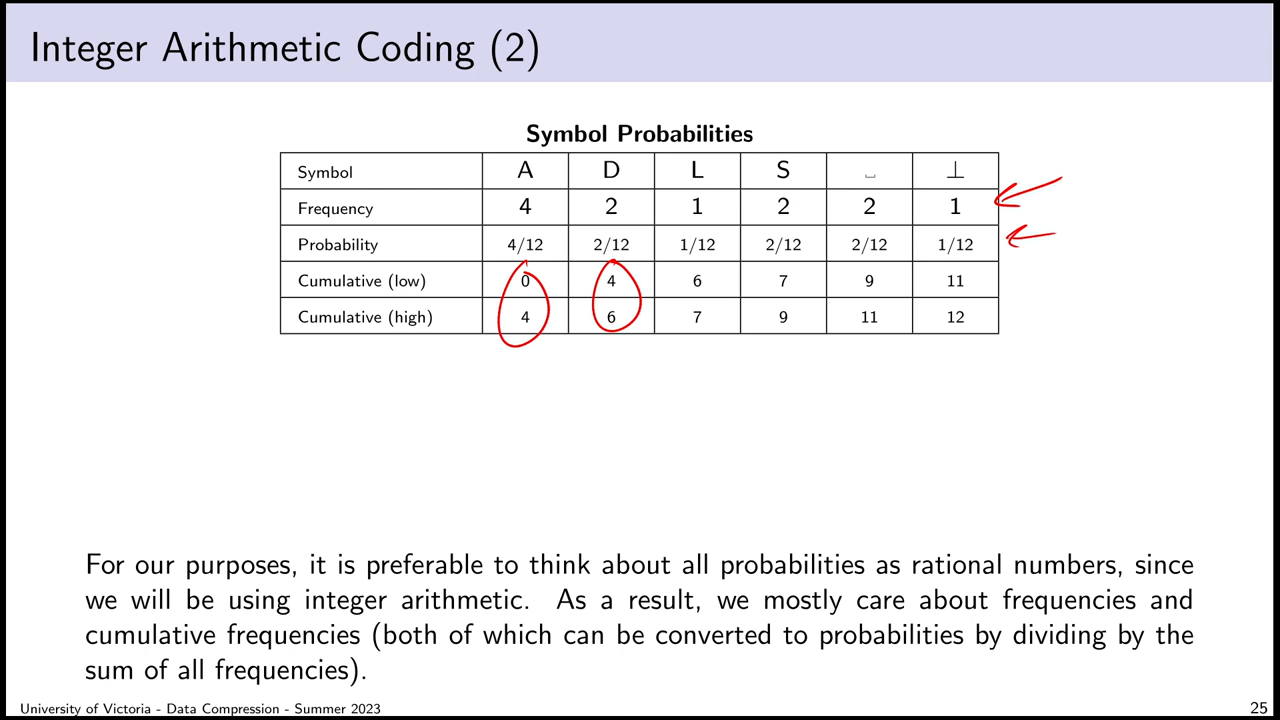 Integer Arithmetic Coding (2)
Symbol Probabilities
Symbol A D L S ␣ ⊥
Frequency 4 2 1 2 2 1
Probability 4/12 2/12 1/12 2/12 2/12 1/12
Cumulative (low) 0 4 6 7 9 11
Cumulative (high) 4 6 7 9 11 12
For our purposes, it is preferable to think about all probabilities as rational numbers, since
we will be using integer arithmetic. As a result, we mostly care about frequencies and
cumulative frequencies (both of which can be converted to probabilities by dividing by the
sum of all frequencies).
University of Victoria - Data Compression - Summer 2023 25